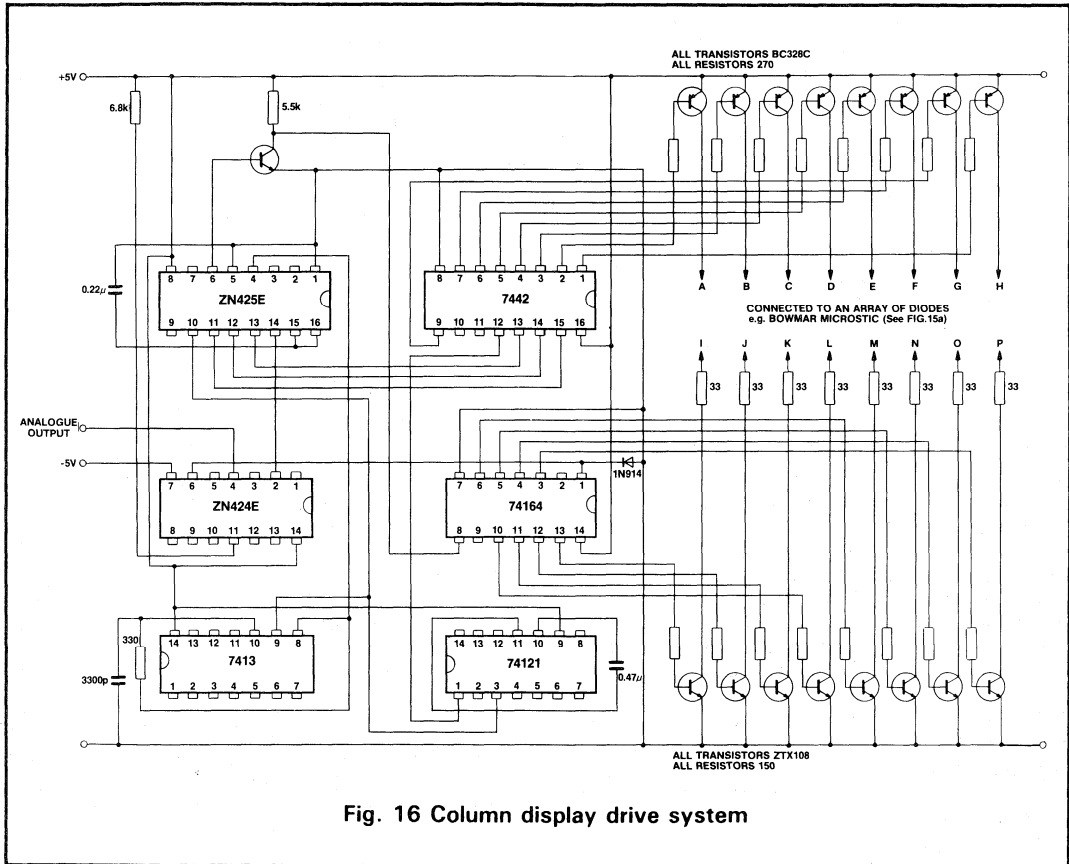 ALL TRANSISTORS BC328C
ALL RESISTORS 270
+5V
6.8k
5.5k
8 7 6 5 4 3 2 1
ZN425E
9 10 11 12 13 14 15 16
0.22μ
8 7 6 5 4 3 2 1
7442
9 10 11 12 13 14 15 16
A B C D E F G H
CONNECTED TO AN ARRAY OF DIODES
e.g. BOWMAR MICROSTIC (See FIG.15a)
I J K L M N O P
33 33 33 33 33 33 33 33
ANALOGUE
OUTPUT
-5V
7 6 5 4 3 2 1
ZN424E
8 9 10 11 12 13 14
7 6 5 4 3 2 1
74164
8 9 10 11 12 13 14
1N914
330
3300p
14 13 12 11 10 9 8
7413
1 2 3 4 5 6 7
14 13 12 11 10 9 8
74121
1 2 3 4 5 6 7
0.47μ
ALL TRANSISTORS ZTX108
ALL RESISTORS 150
Fig. 16 Column display drive system